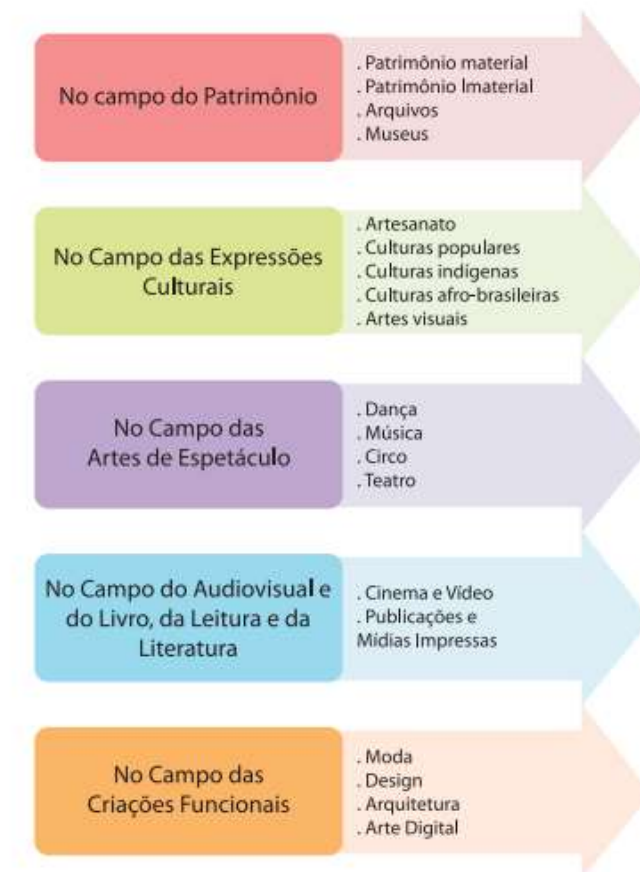 No campo do Patrimônio
. Patrimônio material
. Patrimônio Imaterial
. Arquivos
. Museus
No Campo das Expressões
Culturais
. Artesanato
. Culturas populares
. Culturas indígenas
. Culturas afro-brasileiras
. Artes visuais
No Campo das
Artes de Espetáculo
. Dança
. Música
. Circo
. Teatro
No Campo do Audiovisual e
do Livro, da Leitura e da
Literatura
. Cinema e Vídeo
. Publicações e
Mídias Impressas
No Campo das
Criações Funcionais
. Moda
. Design
. Arquitetura
. Arte Digital